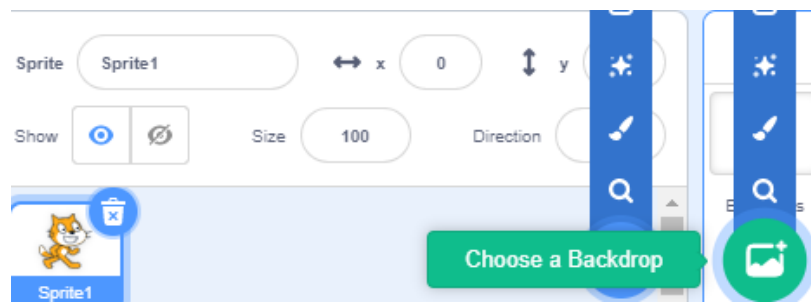 Sprite Sprite1 x 0 y
Show Size 100 Direction
Choose a Backdrop
Sprite1